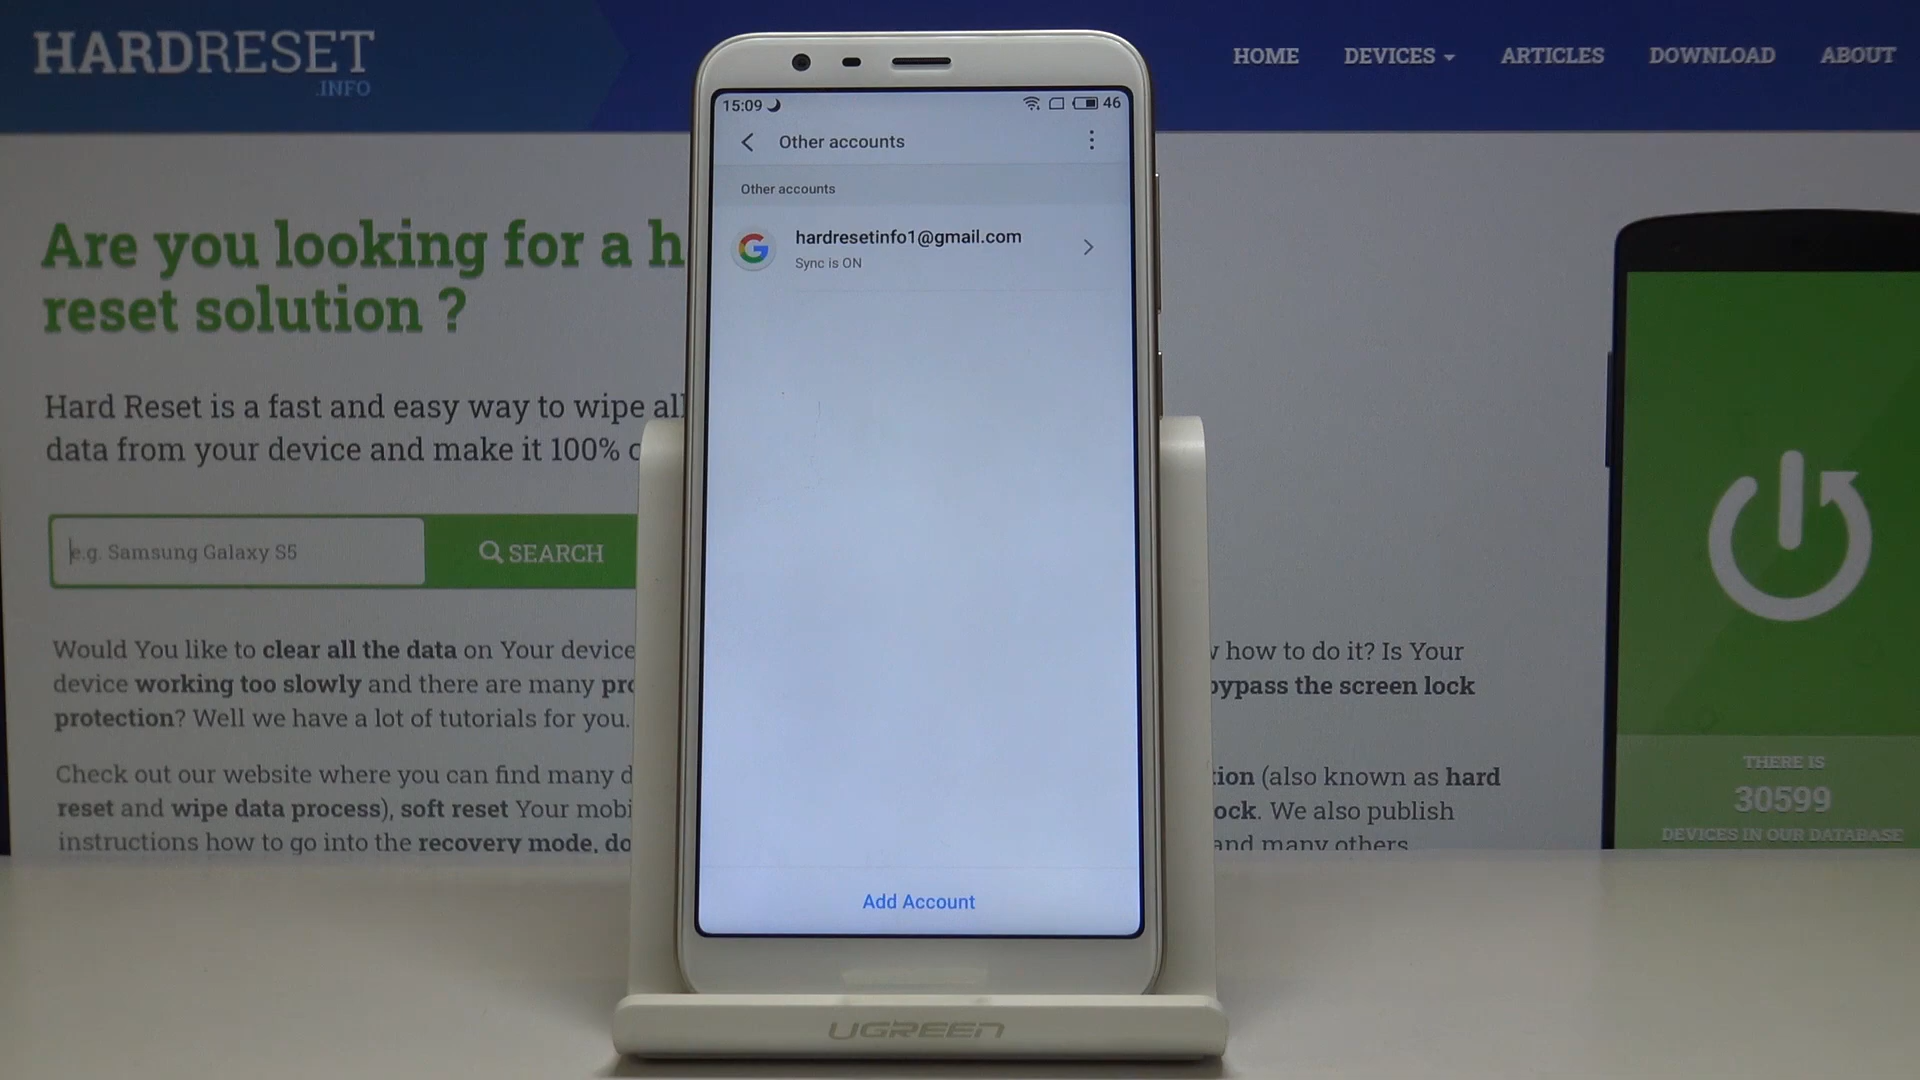 HARDRESET
.INFO
HOME DEVICES ARTICLES DOWNLOAD ABOUT
15:09 46
Other accounts
Other accounts
hardresetinfo1@gmail.com
Sync is ON
Add Account
Are you looking for a h
reset solution ?
Hard Reset is a fast and easy way to wipe all
data from your device and make it 100%
e.g. Samsung Galaxy S5
SEARCH
Would You like to clear all the data on Your device
how to do it? Is Your
device working too slowly and there are many
bypass the screen lock
protection? Well we have a lot of tutorials for you.
Check out our website where you can find many
(also known as hard
reset and wipe data process), soft reset Your
We also publish
instructions how to go into the recovery mode,
and many others
THERE IS
30599
DEVICES IN OUR DATABASE
UGREEN